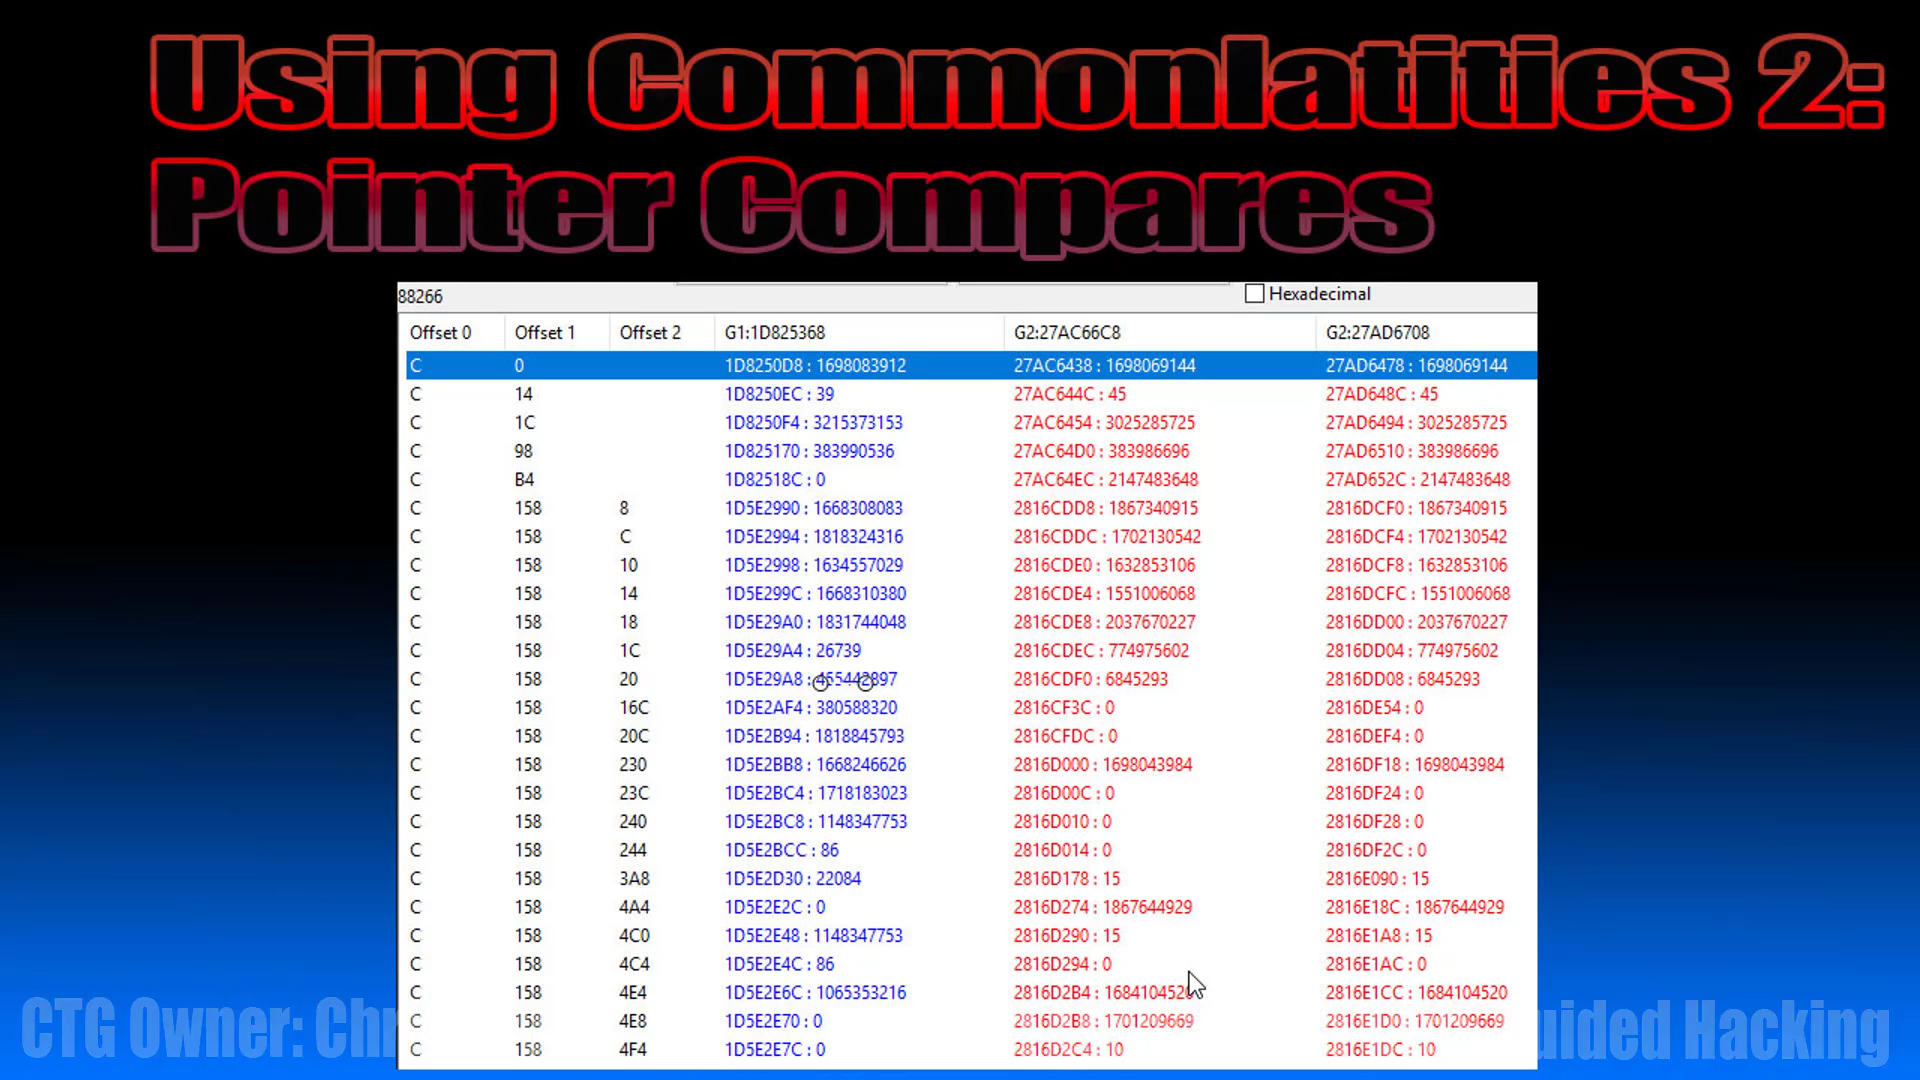 Using Commonlatities 2:
Pointer Compares
88266
Hexadecimal
Offset 0 Offset 1 Offset 2 G1:1D825368 G2:27AC66C8 G2:27AD6708
C 0 1D8250D8 : 1698083912 27AC6438 : 1698069144 27AD6478 : 1698069144
C 14 1D8250EC : 39 27AC644C : 45 27AD648C : 45
C 1C 1D8250F4 : 3215373153 27AC6454 : 3025285725 27AD6494 : 3025285725
C 98 1D825170 : 383990536 27AC64D0 : 383986696 27AD6510 : 383986696
C B4 1D82518C : 0 27AC64EC : 2147483648 27AD652C : 2147483648
C 158 8 1D5E2990 : 1668308083 2816CDD8 : 1867340915 2816DCF0 : 1867340915
C 158 C 1D5E2994 : 1818324316 2816CDDC : 1702130542 2816DCF4 : 1702130542
C 158 10 1D5E2998 : 1634557029 2816CDE0 : 1632853106 2816DCF8 : 1632853106
C 158 14 1D5E299C : 1668310380 2816CDE4 : 1551006068 2816DCFC : 1551006068
C 158 18 1D5E29A0 : 1831744048 2816CDE8 : 2037670227 2816DD00 : 2037670227
C 158 1C 1D5E29A4 : 26739 2816CDEC : 774975602 2816DD04 : 774975602
C 158 20 1D5E29A8 : 455442897 2816CDF0 : 6845293 2816DD08 : 6845293
C 158 16C 1D5E2AF4 : 380588320 2816CF3C : 0 2816DE54 : 0
C 158 20C 1D5E2B94 : 1818845793 2816CFDC : 0 2816DEF4 : 0
C 158 230 1D5E2BB8 : 1668246626 2816D000 : 1698043984 2816DF18 : 1698043984
C 158 23C 1D5E2BC4 : 1718183023 2816D00C : 0 2816DF24 : 0
C 158 240 1D5E2BC8 : 1148347753 2816D010 : 0 2816DF28 : 0
C 158 244 1D5E2BCC : 86 2816D014 : 0 2816DF2C : 0
C 158 3A8 1D5E2D30 : 22084 2816D178 : 15 2816E090 : 15
C 158 4A4 1D5E2E2C : 0 2816D274 : 1867644929 2816E18C : 1867644929
C 158 4C0 1D5E2E48 : 1148347753 2816D290 : 15 2816E1A8 : 15
C 158 4C4 1D5E2E4C : 86 2816D294 : 0 2816E1AC : 0
C 158 4E4 1D5E2E6C : 1065353216 2816D2B4 : 1684104520 2816E1CC : 1684104520
C 158 4E8 1D5E2E70 : 0 2816D2B8 : 1701209669 2816E1D0 : 1701209669
C 158 4F4 1D5E2E7C : 0 2816D2C4 : 10 2816E1DC : 10
CTG Owner: Chr uided Hacking